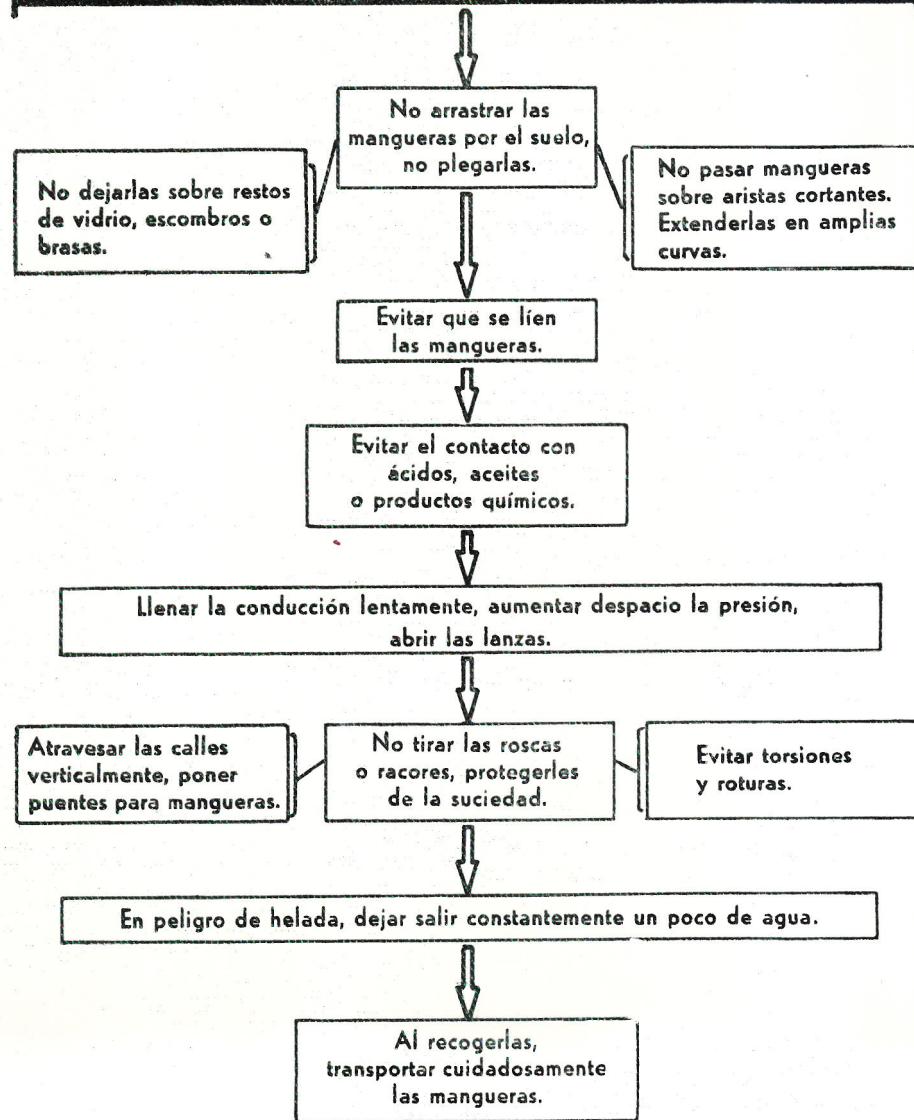 No arrastrar las
mangueras por el suelo,
no plegarlas.
No dejarlas sobre restos
de vidrio, escombros o
brasas.
No pasar mangueras
sobre aristas cortantes.
Extenderlas en amplias
curvas.
Evitar que se líen
las mangueras.
Evitar el contacto con
ácidos, aceites
o productos químicos.
Llenar la conducción lentamente, aumentar despacio la presión,
abrir las lanzas.
Atravesar las calles
verticalmente, poner
puentes para mangueras.
No tirar las roscas
o racores, protegerles
de la suciedad.
Evitar torsiones
y roturas.
En peligro de helada, dejar salir constantemente un poco de agua.
Al recogerlas,
transportar cuidadosamente
las mangueras.